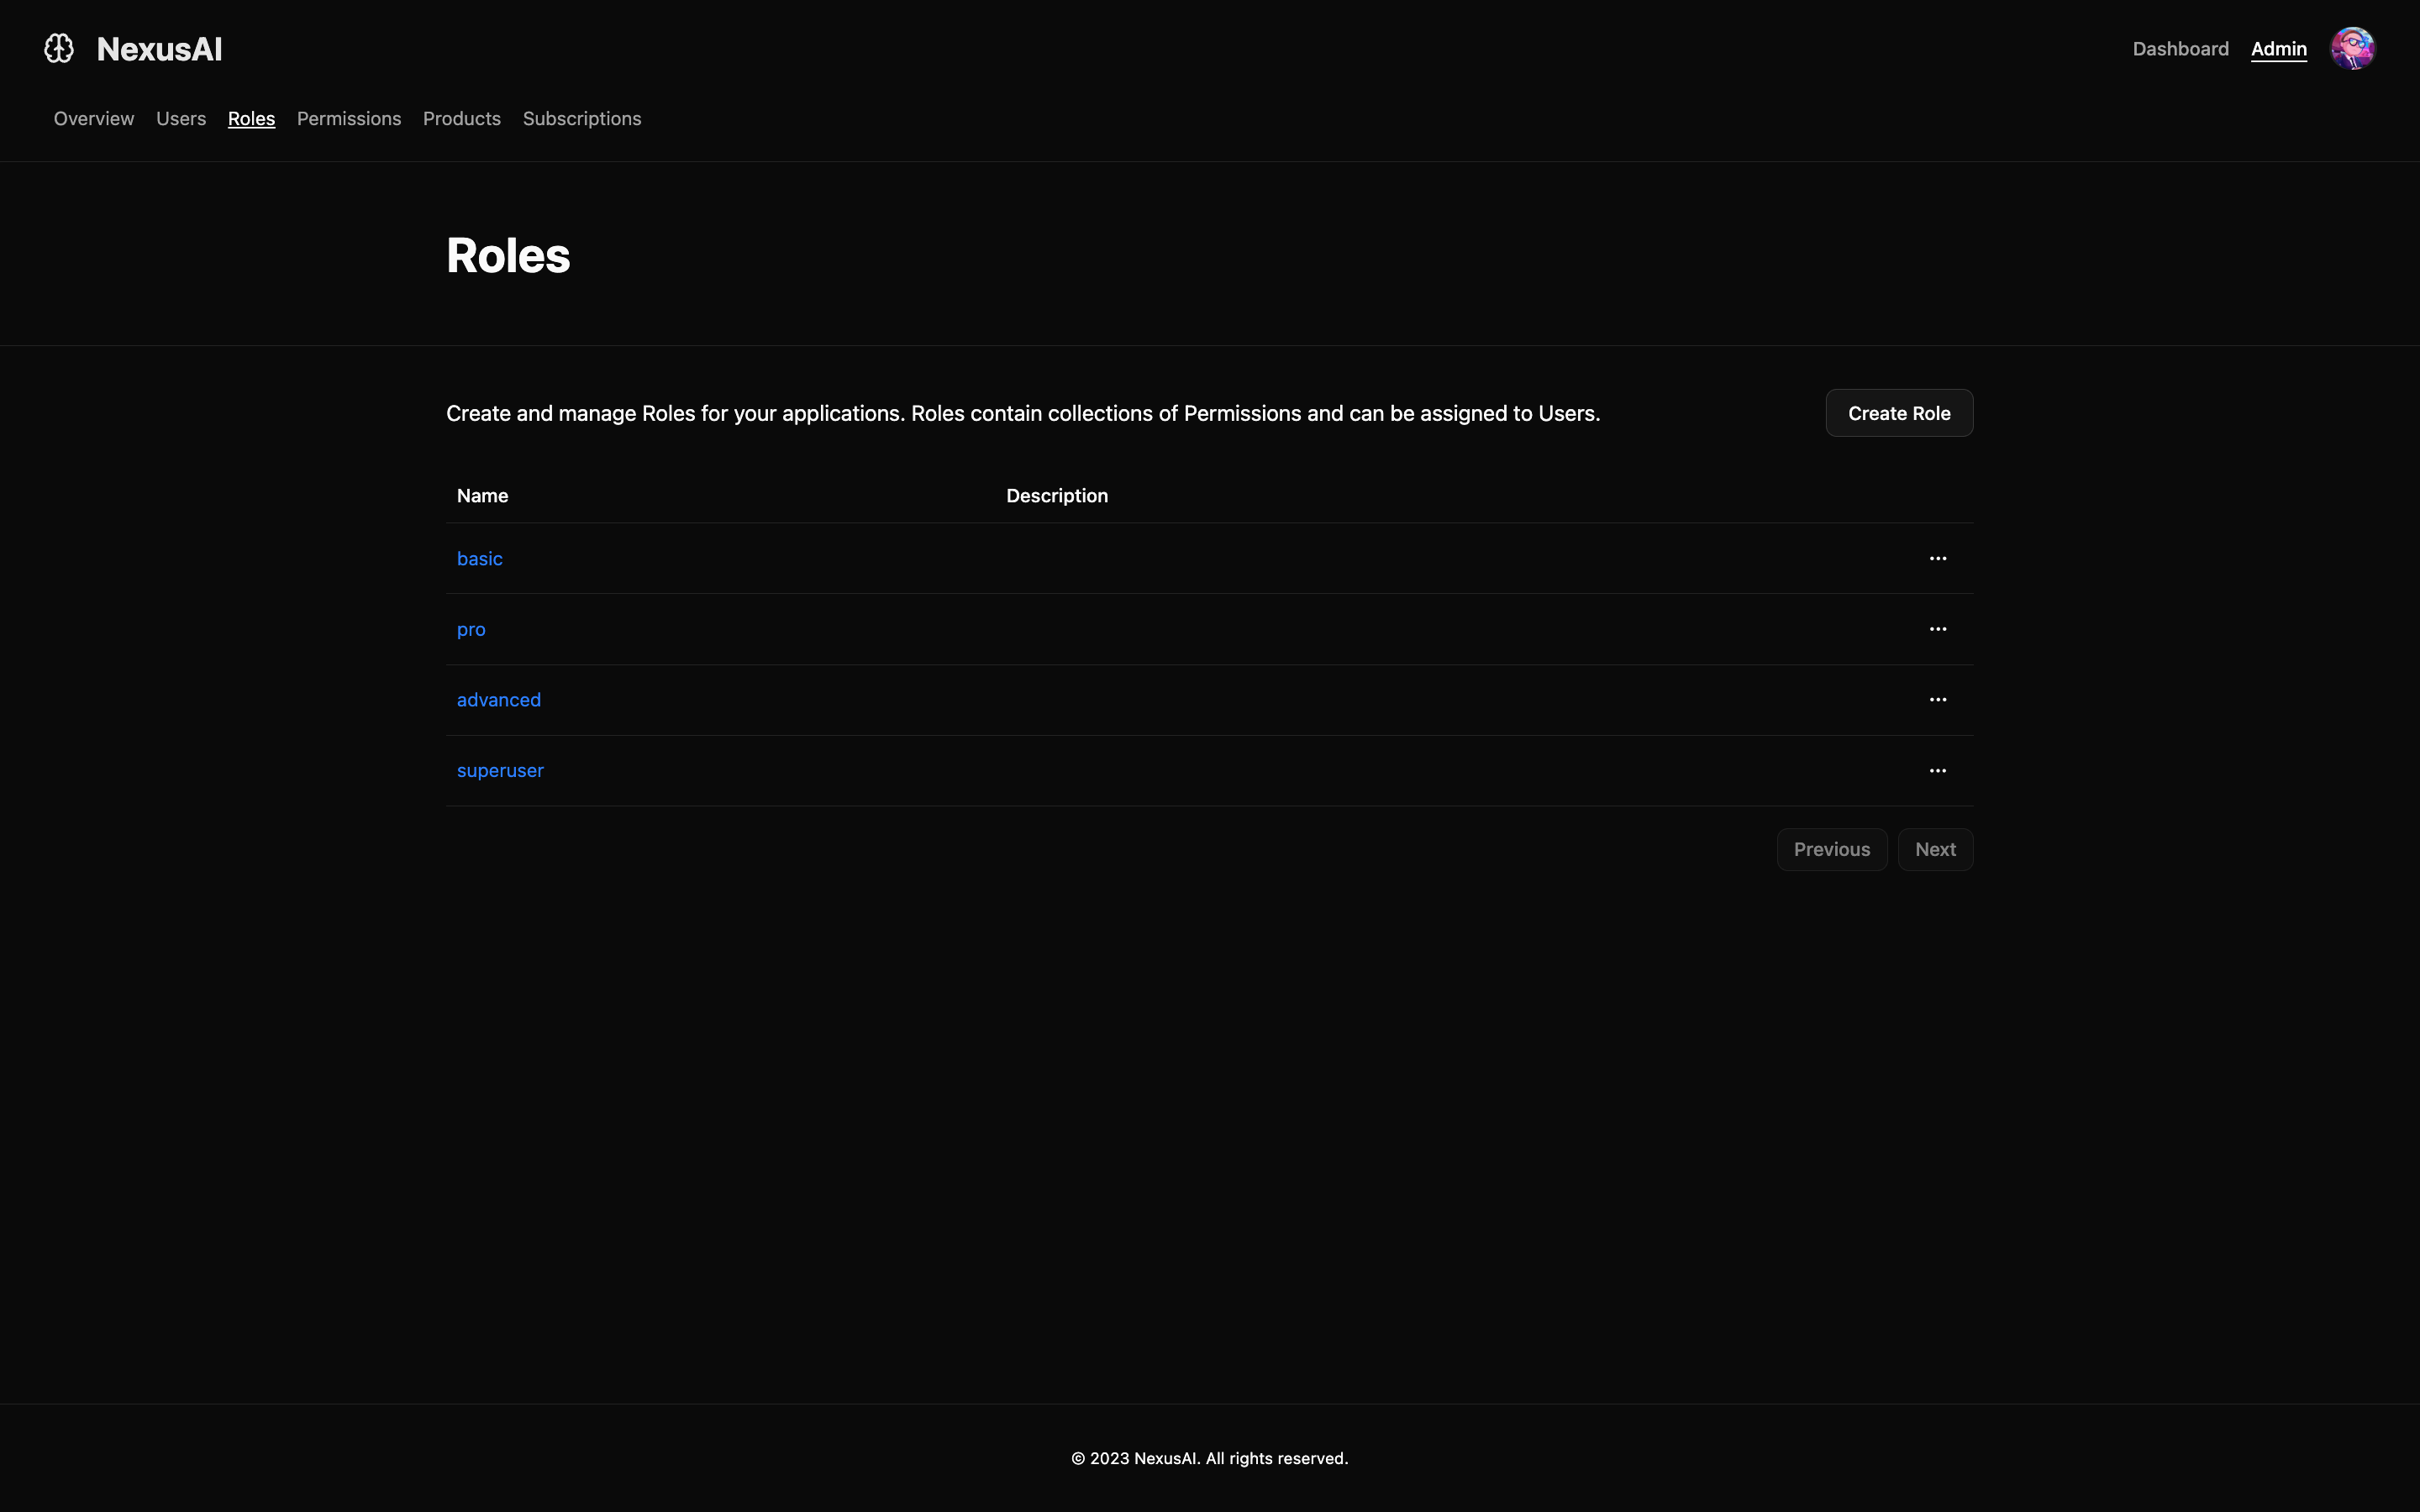 NexusAI
Dashboard Admin
Overview Users Roles Permissions Products Subscriptions
Roles
Create and manage Roles for your applications. Roles contain collections of Permissions and can be assigned to Users.
Create Role
Name Description
basic
pro
advanced
superuser
Previous Next
© 2023 NexusAI. All rights reserved.